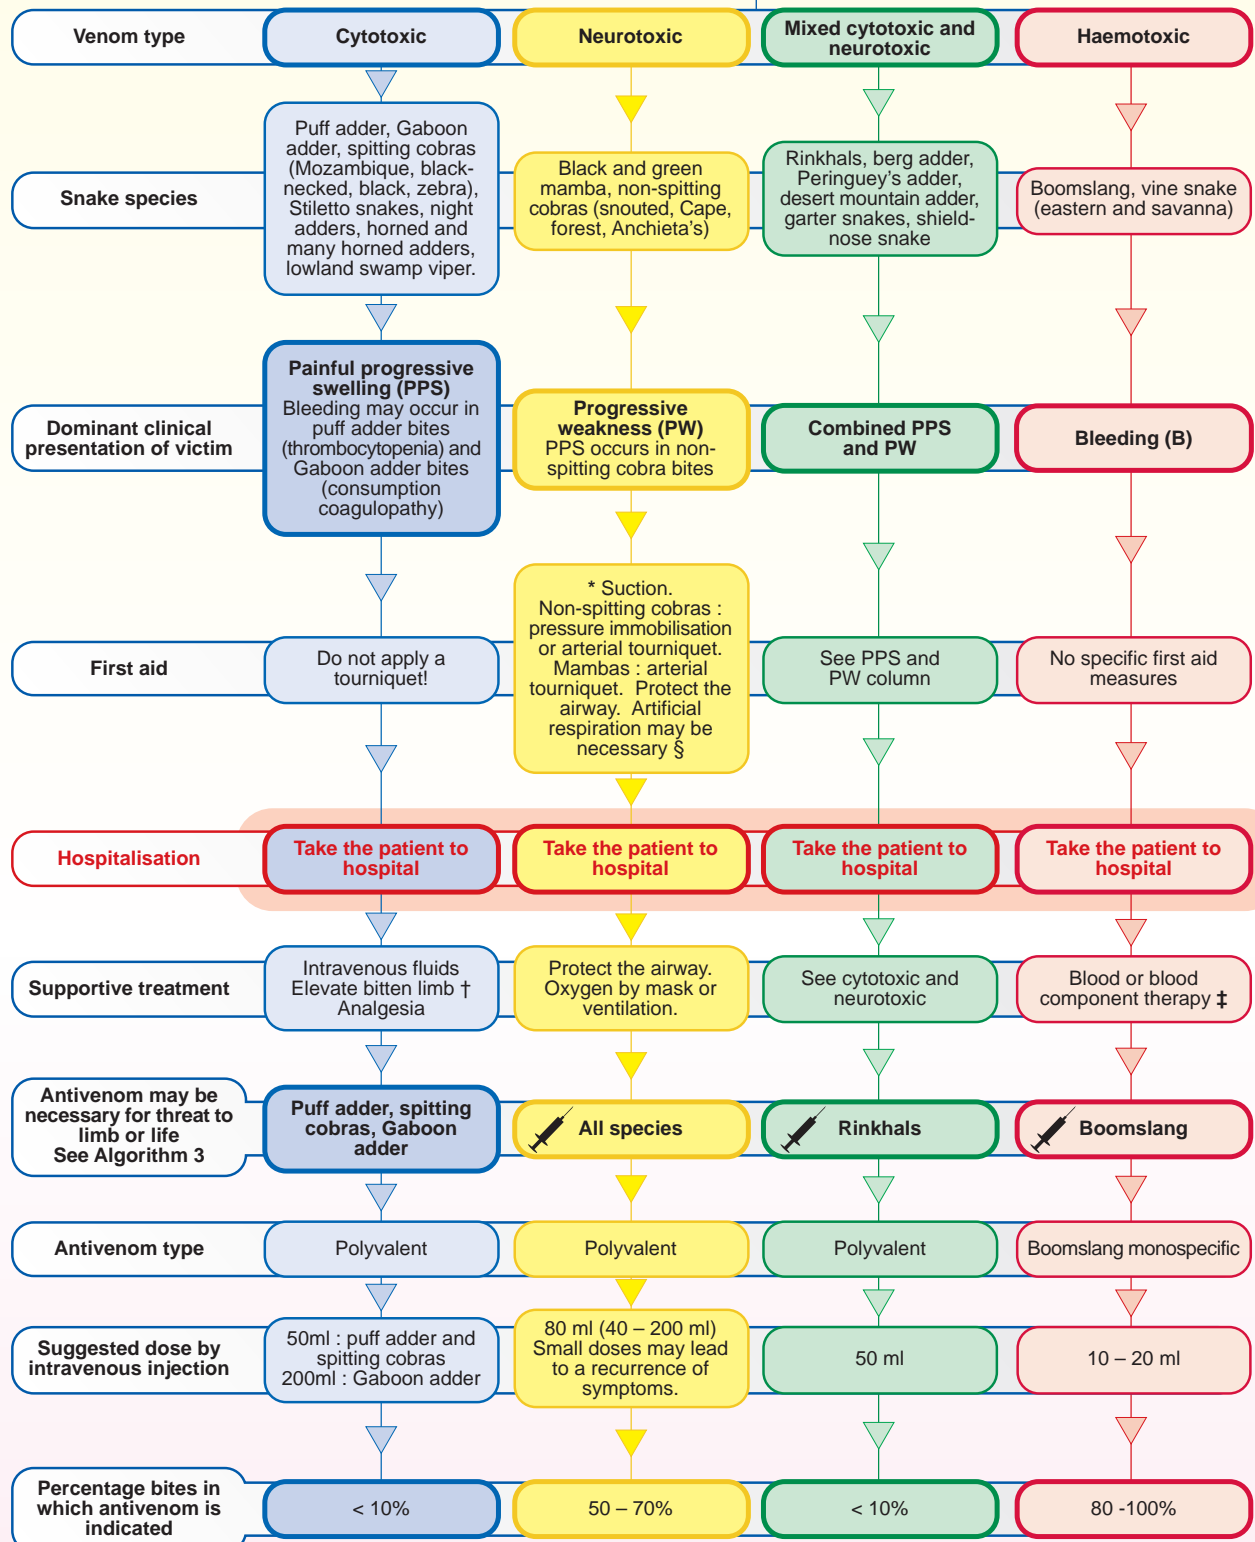 Venom type
Cytotoxic
Neurotoxic
Mixed cytotoxic and
neurotoxic
Haemotoxic
Snake species
Puff adder, Gaboon
adder, spitting cobras
(Mozambique, black-
necked, black, zebra),
Stiletto snakes, night
adders, horned and
many horned adders,
lowland swamp viper.
Black and green
mamba, non-spitting
cobras (snouted, Cape,
forest, Anchieta's)
Rinkhals, berg adder,
Peringuey's adder,
desert mountain adder,
garter snakes, shield-
nose snake
Boomslang, vine snake
(eastern and savanna)
Dominant clinical
presentation of victim
Painful progressive
swelling (PPS)
Bleeding may occur in
puff adder bites
(thrombocytopenia) and
Gaboon adder bites
(consumption
coagulopathy)
Progressive
weakness (PW)
PPS occurs in non-
spitting cobra bites
Combined PPS
and PW
Bleeding (B)
First aid
Do not apply a
tourniquet!
* Suction.
Non-spitting cobras :
pressure immobilisation
or arterial tourniquet.
Mambas : arterial
tourniquet. Protect the
airway. Artificial
respiration may be
necessary §
See PPS and
PW column
No specific first aid
measures
Hospitalisation
Take the patient to
hospital
Take the patient to
hospital
Take the patient to
hospital
Take the patient to
hospital
Supportive treatment
Intravenous fluids
Elevate bitten limb †
Analgesia
Protect the airway.
Oxygen by mask or
ventilation.
See cytotoxic and
neurotoxic
Blood or blood
component therapy ‡
Antivenom may be
necessary for threat to
limb or life
See Algorithm 3
Puff adder, spitting
cobras, Gaboon
adder
All species
Rinkhals
Boomslang
Antivenom type
Polyvalent
Polyvalent
Polyvalent
Boomslang monospecific
Suggested dose by
intravenous injection
50ml : puff adder and
spitting cobras
200ml : Gaboon adder
80 ml (40 – 200 ml)
Small doses may lead
to a recurrence of
symptoms.
50 ml
10 – 20 ml
Percentage bites in
which antivenom is
indicated
< 10%
50 – 70%
< 10%
80 -100%